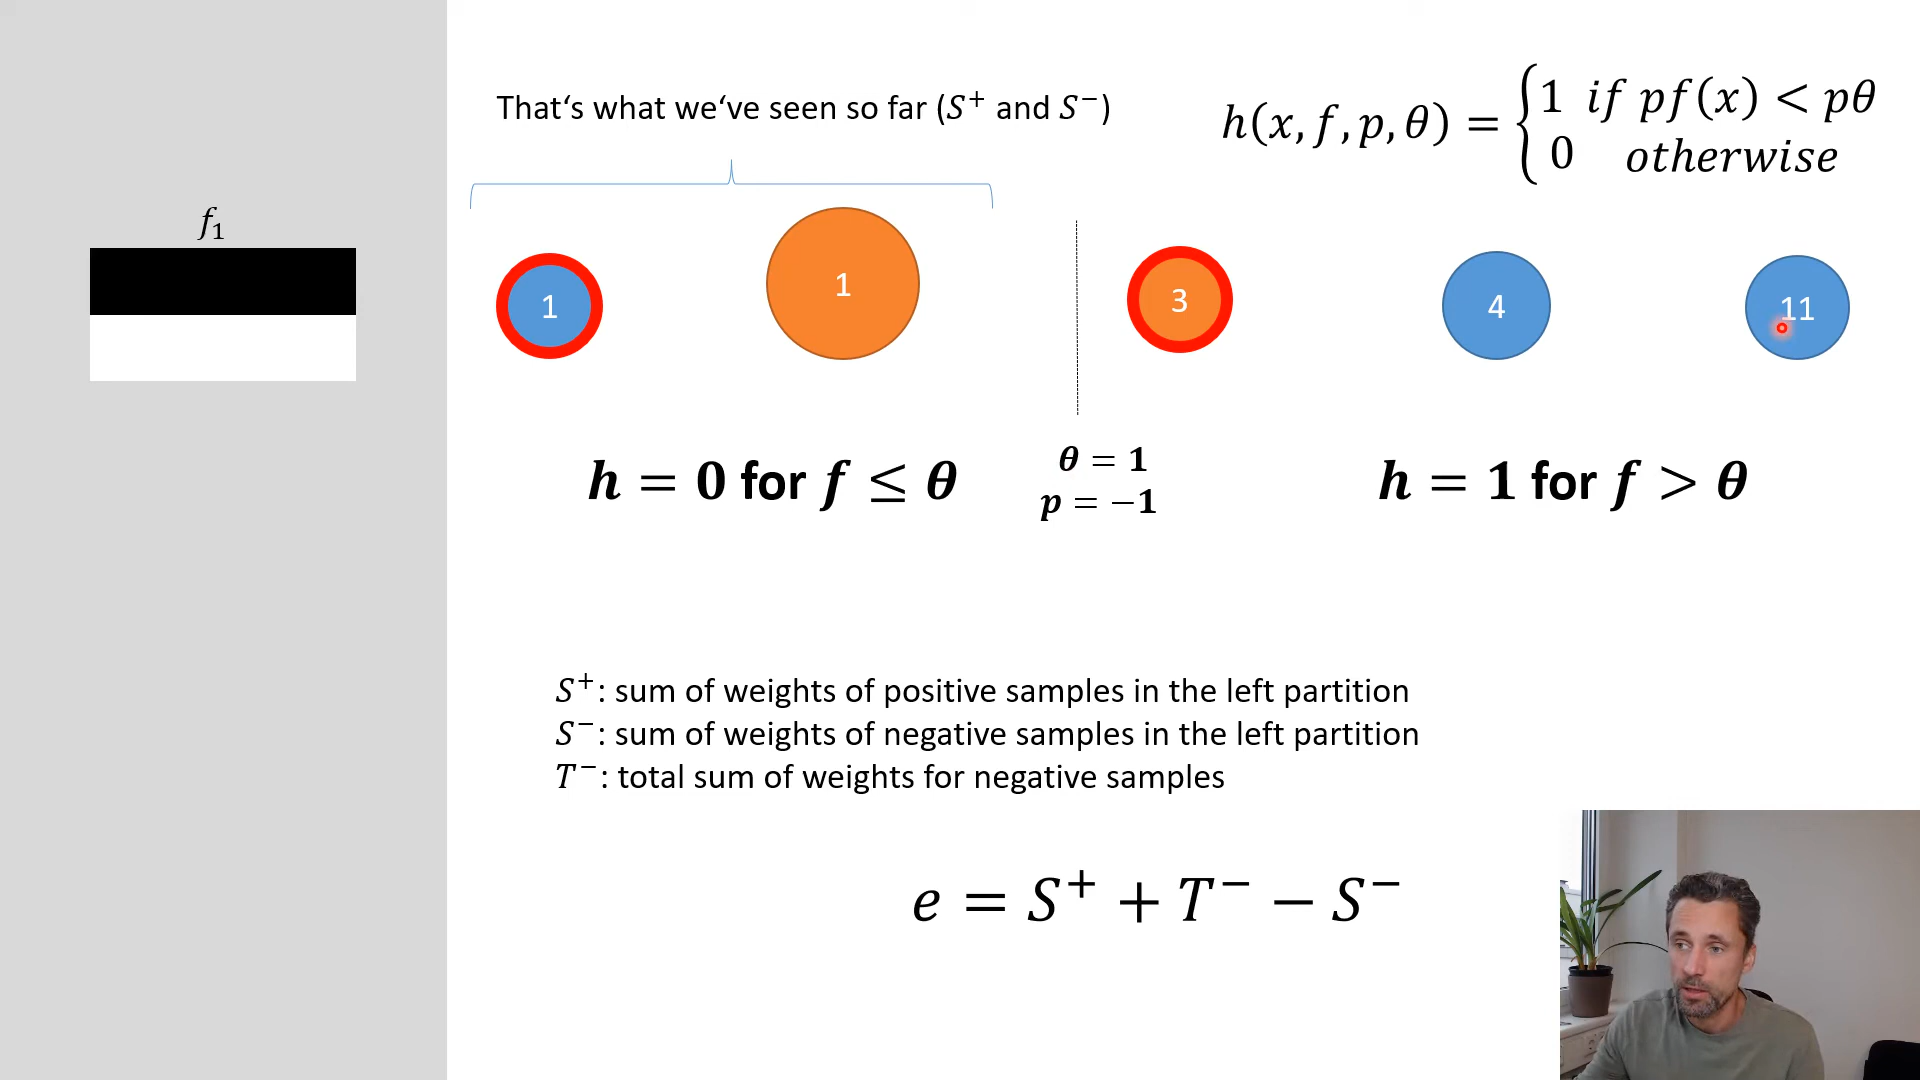 That‘s what we‘ve seen so far (S⁺ and S⁻)
h(x, f, p, θ) = { 1 if pf(x) < pθ
0 otherwise
f₁
1
1
3
4
11
h = 0 for f ≤ θ
θ = 1
p = −1
h = 1 for f > θ
S⁺: sum of weights of positive samples in the left partition
S⁻: sum of weights of negative samples in the left partition
T⁻: total sum of weights for negative samples
e = S⁺ + T⁻ − S⁻